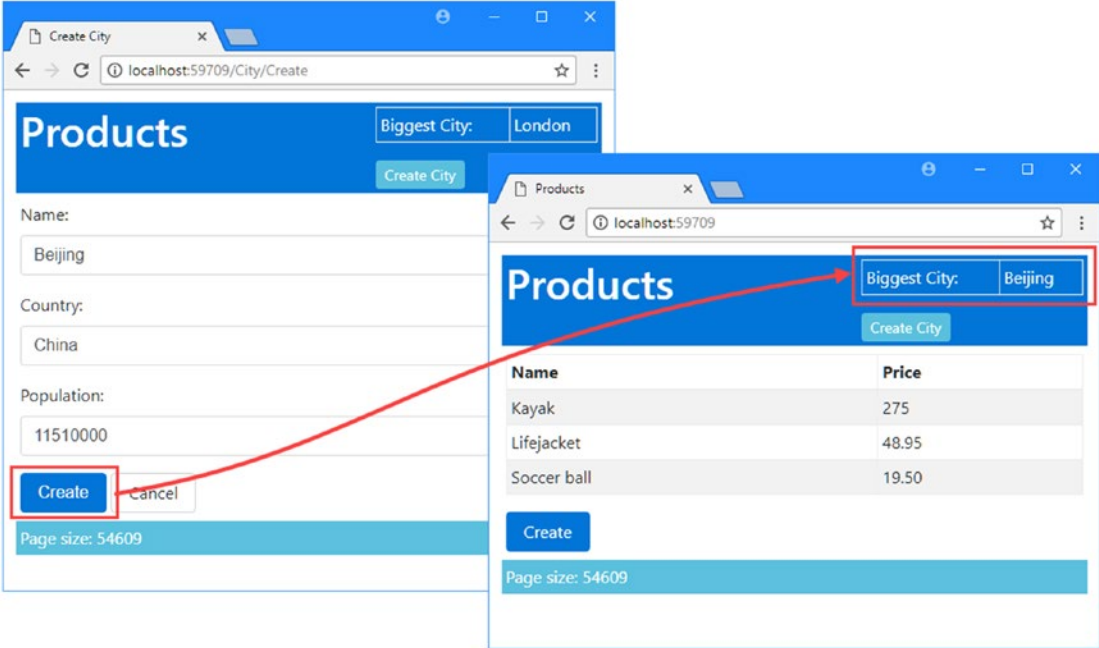 Create City
localhost:59709/City/Create
Products
Biggest City: London
Create City
Name:
Beijing
Country:
China
Population:
11510000
Create Cancel
Page size: 54609
Products
localhost:59709
Products
Biggest City: Beijing
Create City
Name Price
Kayak 275
Lifejacket 48.95
Soccer ball 19.50
Create
Page size: 54609